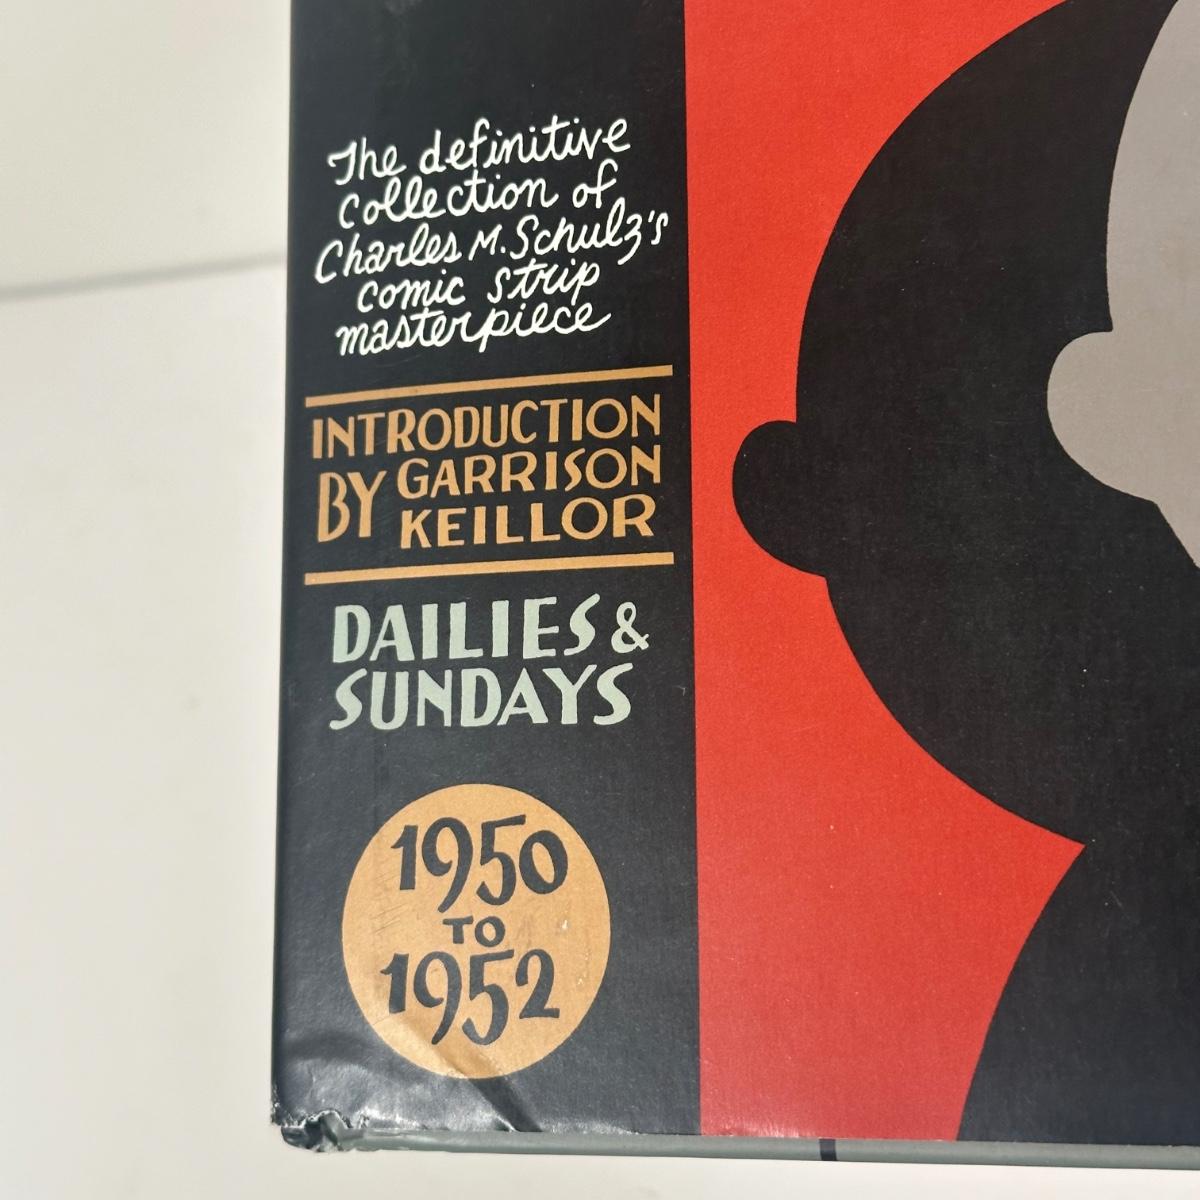 The definitive
collection of
Charles M. Schulz's
comic strip
masterpiece
INTRODUCTION
BY GARRISON
KEILLOR
DAILIES &
SUNDAYS
1950
TO
1952